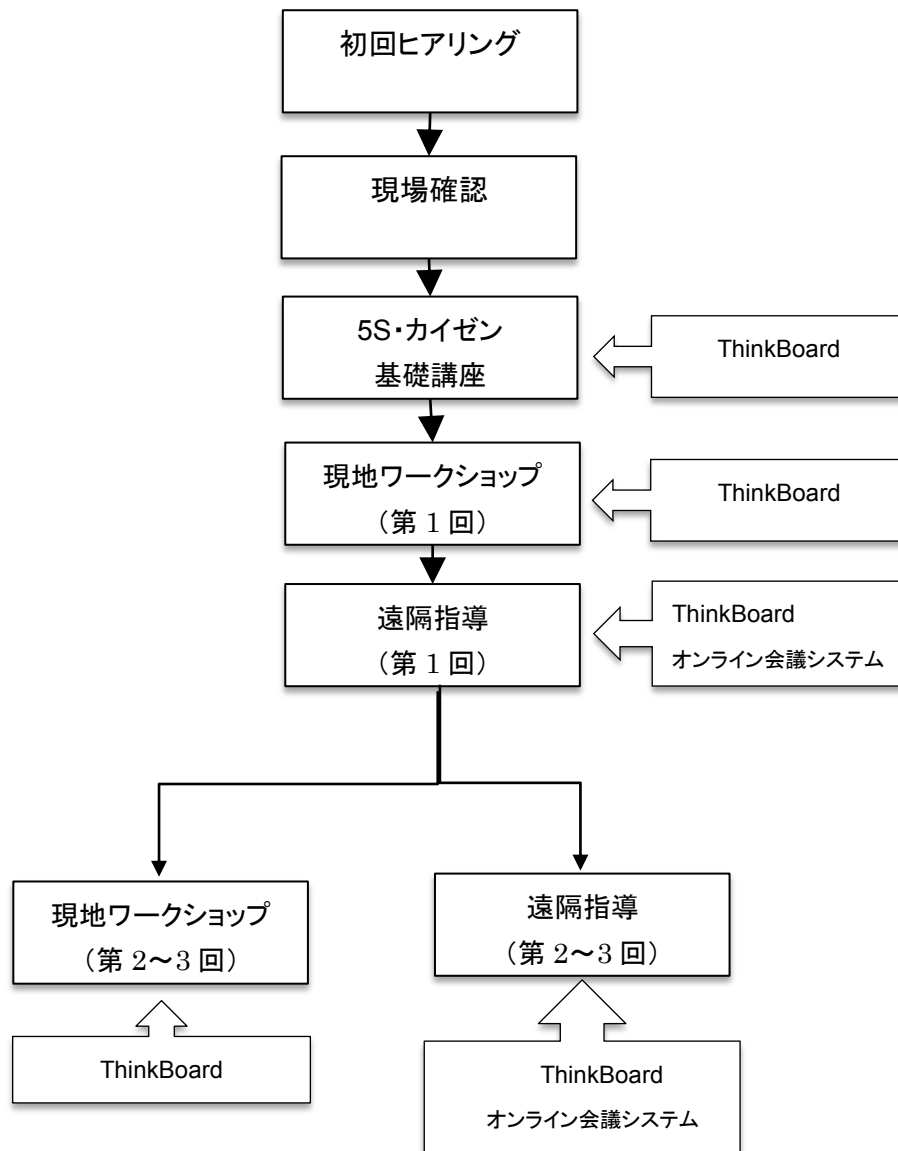 初回ヒアリング
現場確認
5S・カイゼン
基礎講座
ThinkBoard
現地ワークショップ
（第 1 回）
ThinkBoard
遠隔指導
（第 1 回）
ThinkBoard
オンライン会議システム
現地ワークショップ
（第 2～3 回）
遠隔指導
（第 2～3 回）
ThinkBoard
ThinkBoard
オンライン会議システム